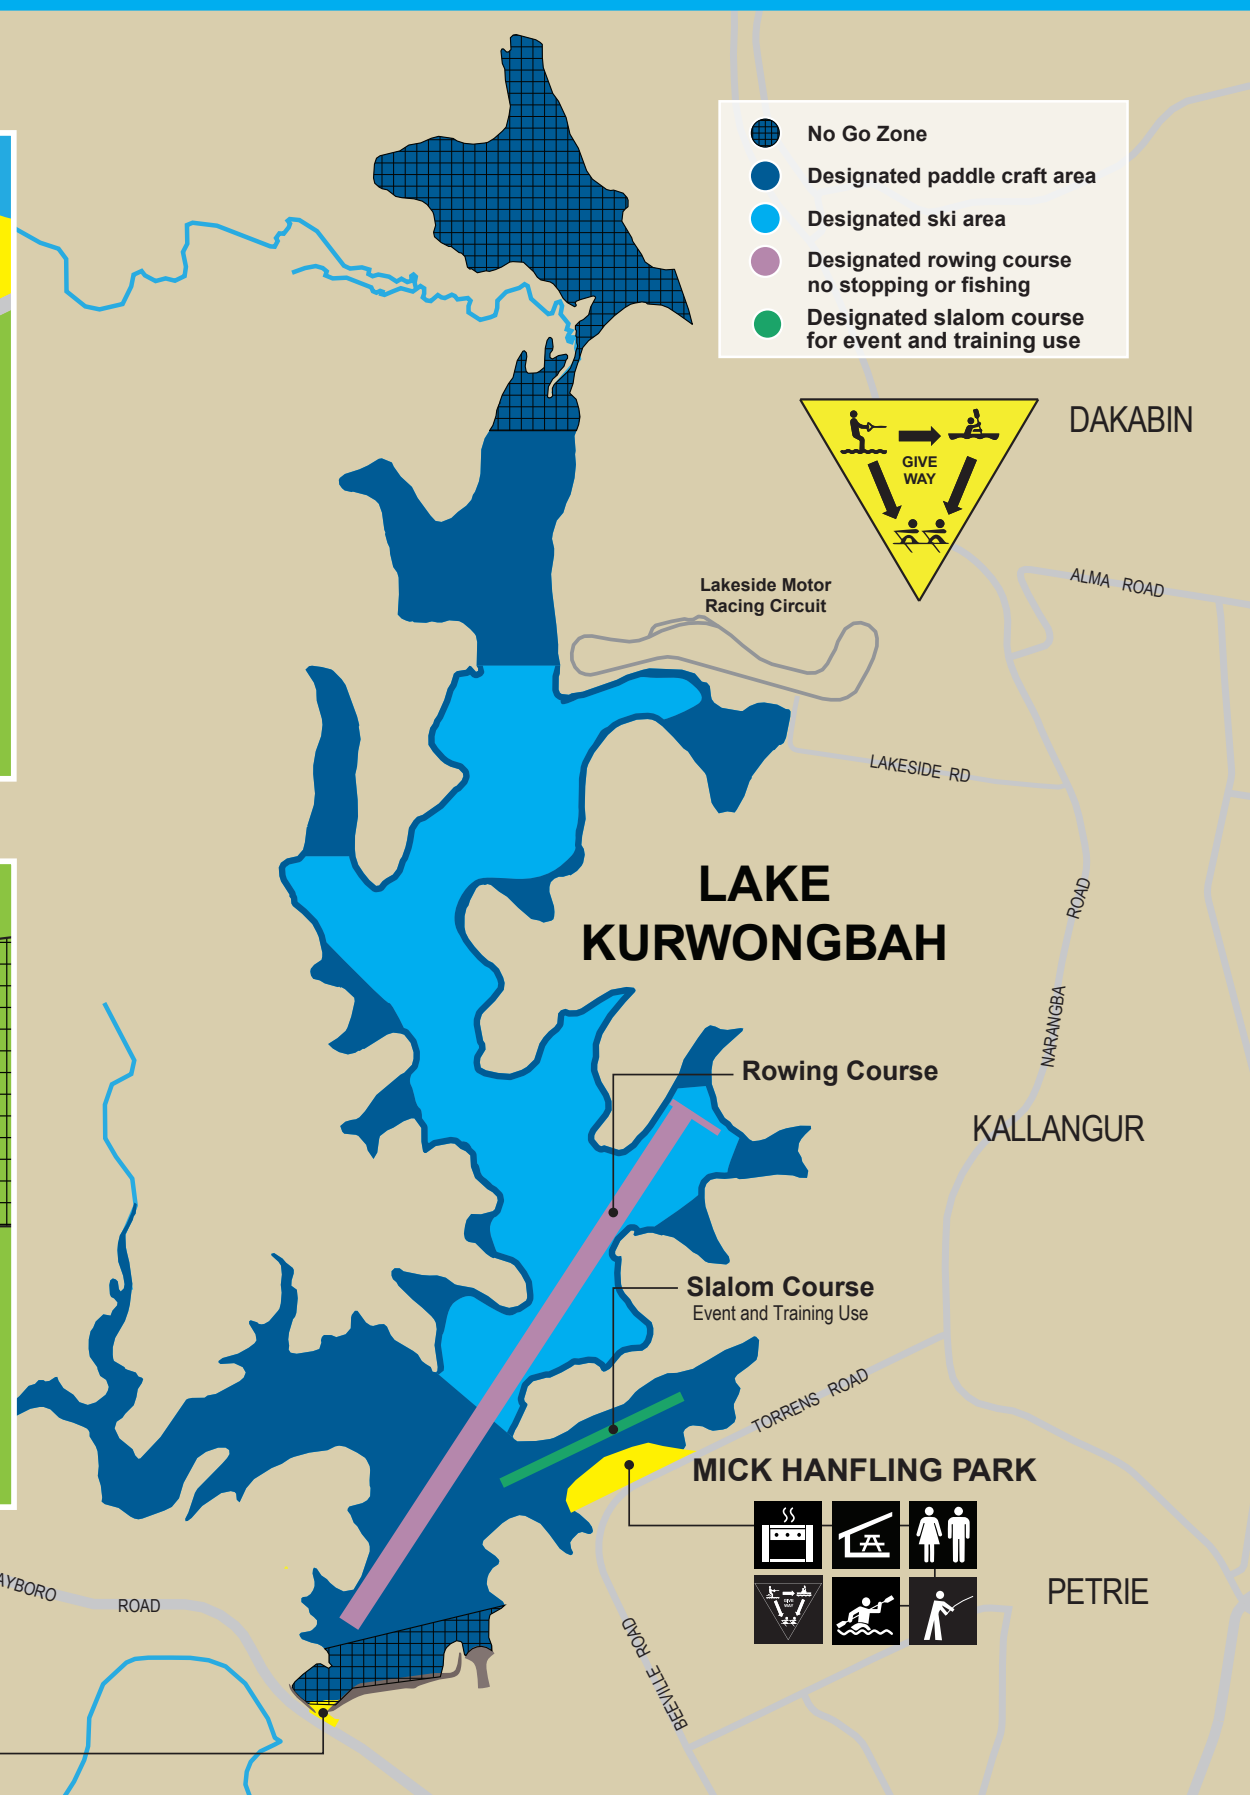 No Go Zone
Designated paddle craft area
Designated ski area
Designated rowing course
no stopping or fishing
Designated slalom course
for event and training use
DAKABIN
GIVE
WAY
ALMA ROAD
Lakeside Motor
Racing Circuit
LAKESIDE RD
LAKE
KURWONGBAH
NARANGBA ROAD
Rowing Course
KALLANGUR
Slalom Course
Event and Training Use
TORRENS ROAD
MICK HANFLING PARK
GIVE
WAY
PETRIE
AYBORO ROAD
BEEVILLE ROAD